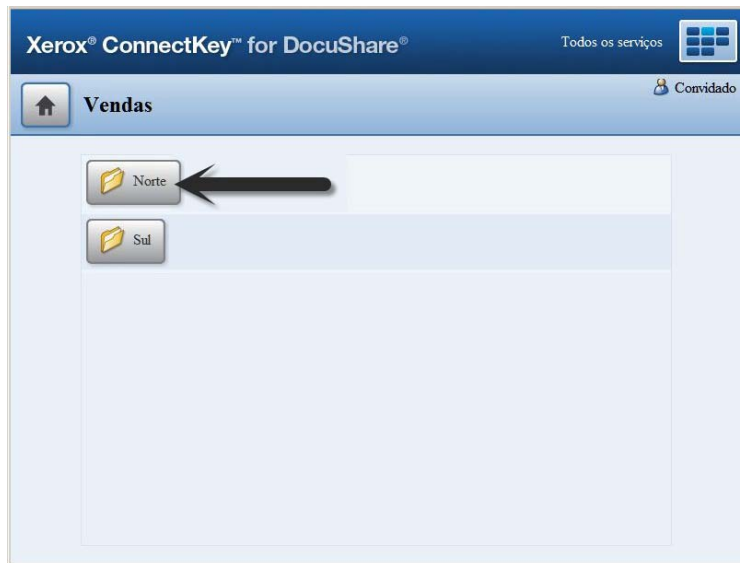 Xerox® ConnectKey™ for DocuShare®
Todos os serviços
Convidado
Vendas
Norte
Sul